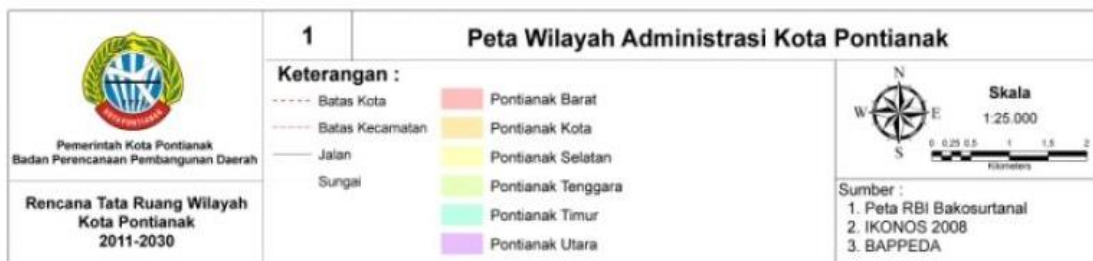 KOTA PONTIANAK
Pemerintah Kota Pontianak
Badan Perencanaan Pembangunan Daerah
Rencana Tata Ruang Wilayah
Kota Pontianak
2011-2030
1
Peta Wilayah Administrasi Kota Pontianak
Keterangan :
Batas Kota
Batas Kecamatan
Jalan
Sungai
Pontianak Barat
Pontianak Kota
Pontianak Selatan
Pontianak Tenggara
Pontianak Timur
Pontianak Utara
N
W E
S
Skala
1:25.000
0 0,25 0,5 1 1,5 2
Kilometers
Sumber :
1. Peta RBI Bakosurtanal
2. IKONOS 2008
3. BAPPEDA